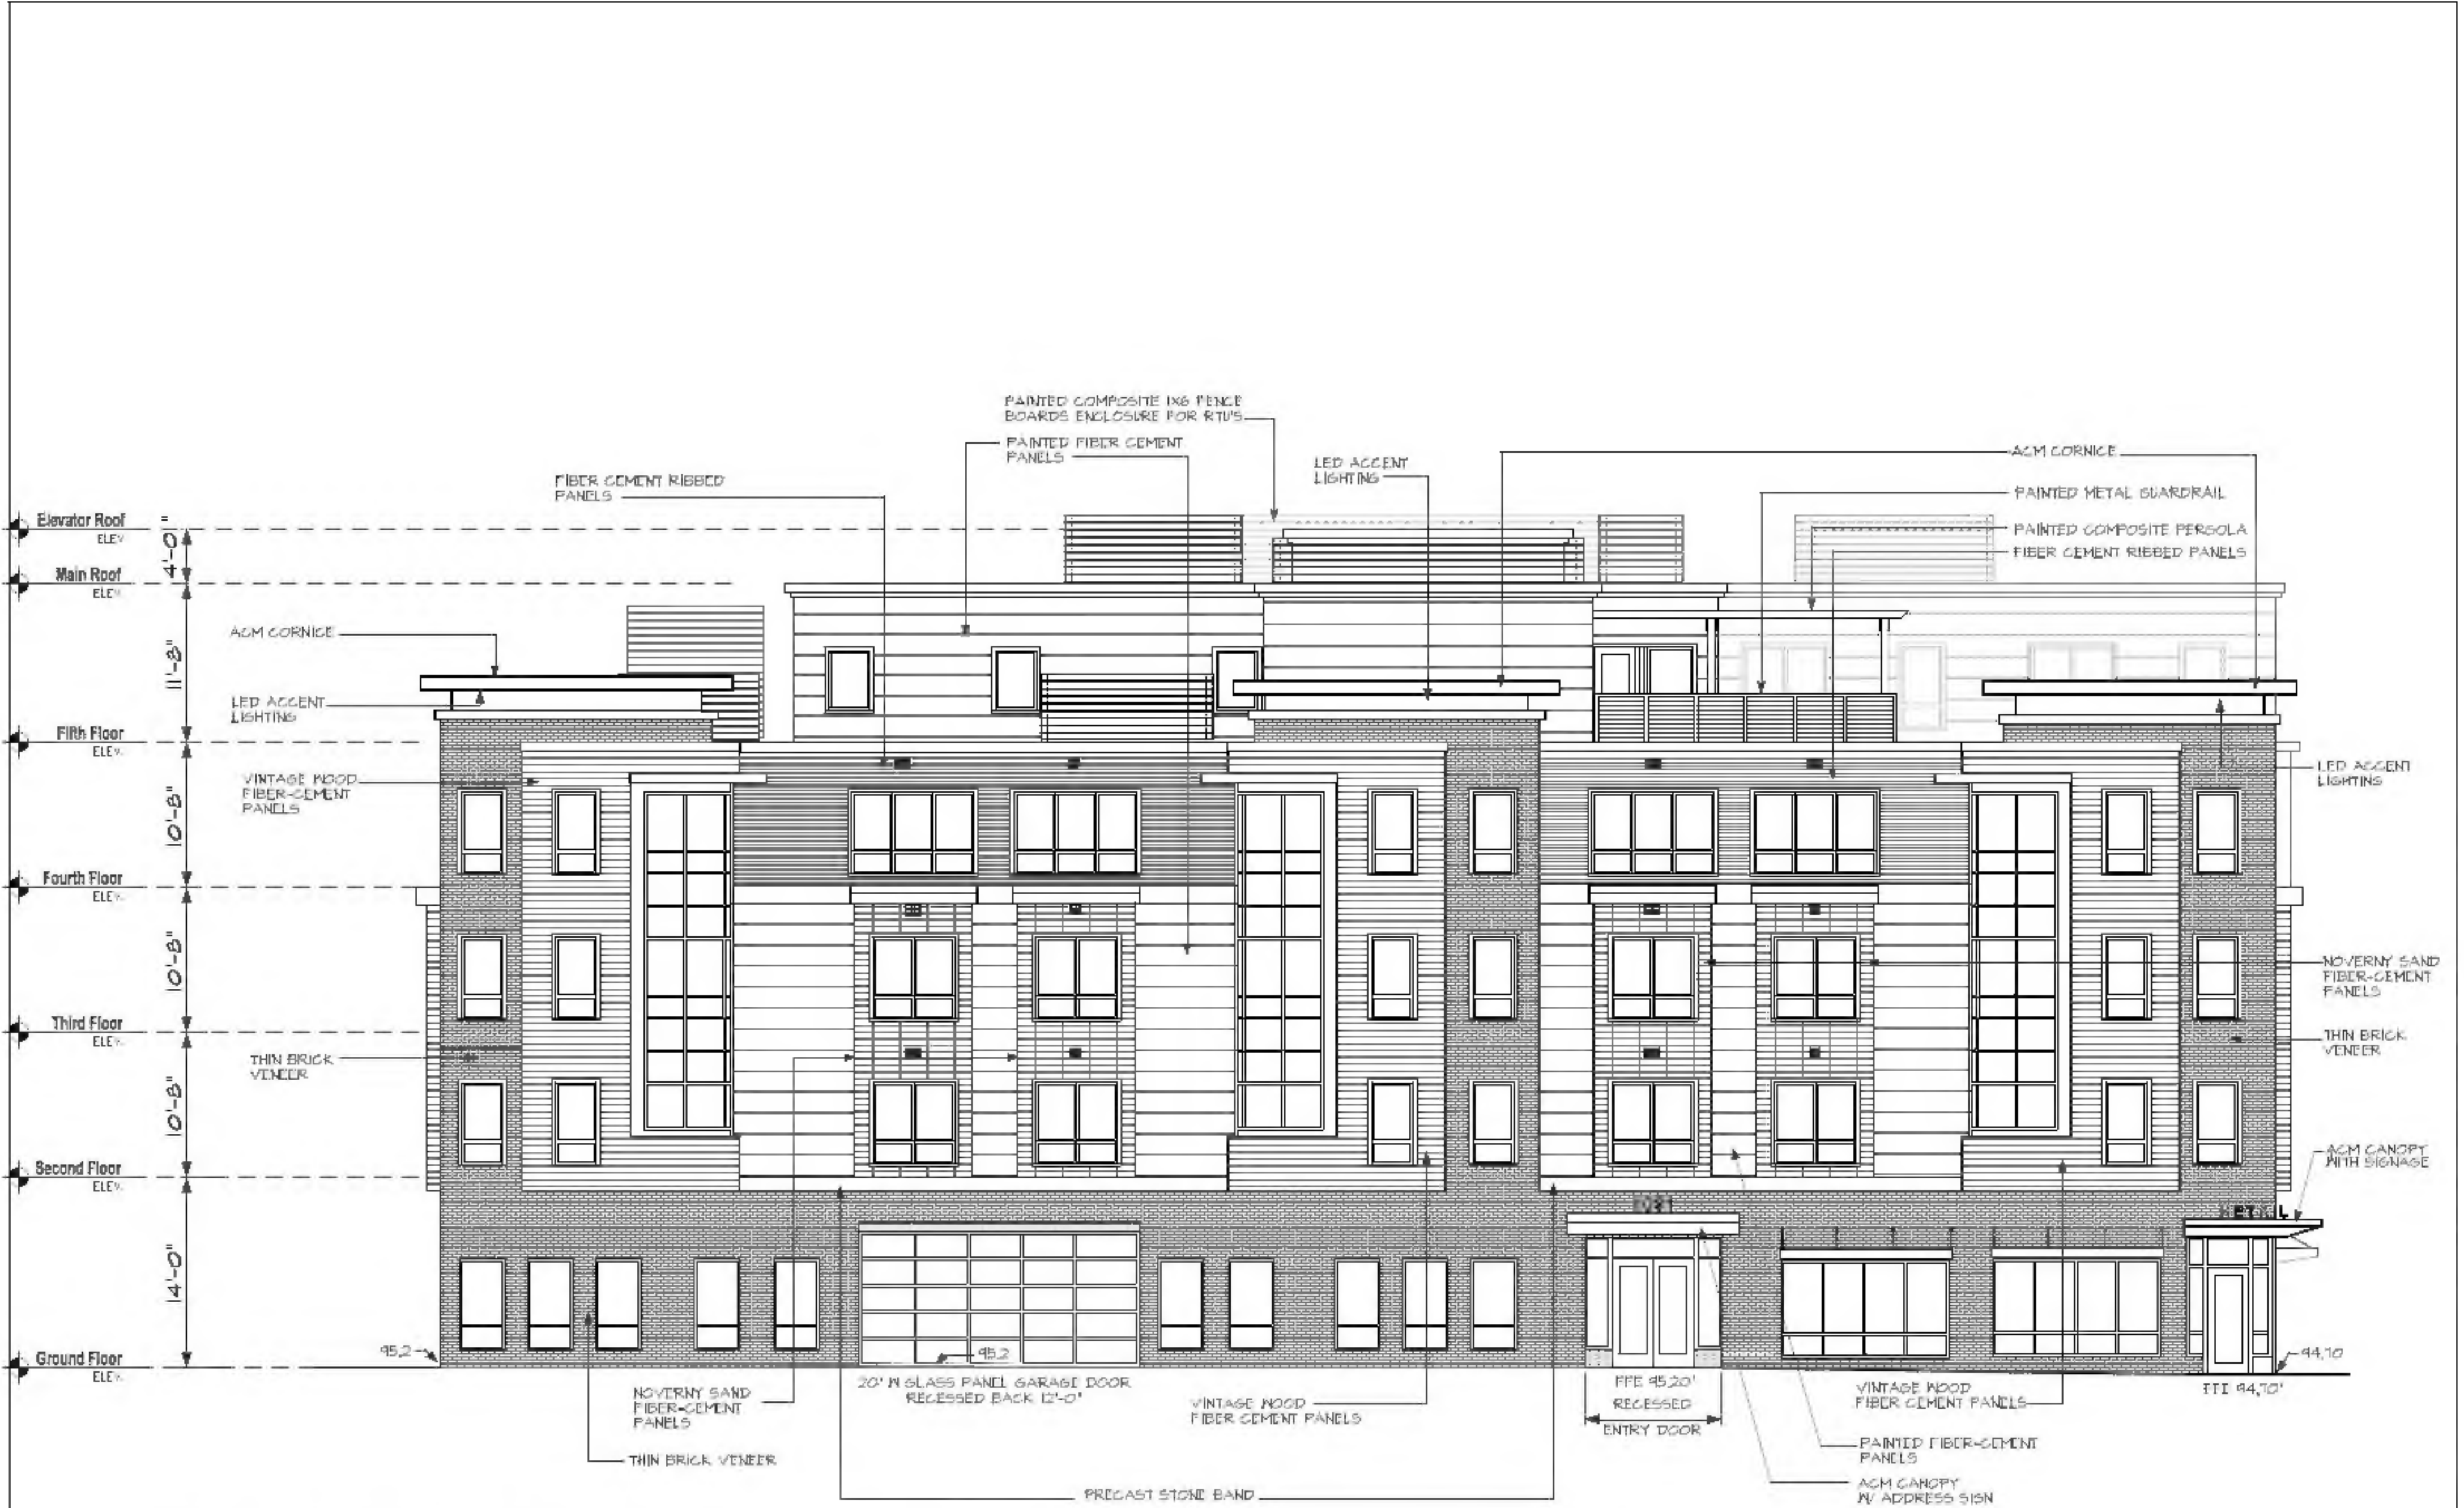 PAINTED COMPOSITE 1X6 FENCE
BOARDS ENCLOSURE FOR RTU'S
PAINTED FIBER CEMENT
PANELS
ACM CORNICE
LED ACCENT
LIGHTING
FIBER CEMENT RIBBED
PANELS
PAINTED METAL GUARDRAIL
PAINTED COMPOSITE PERGOLA
FIBER CEMENT RIBBED PANELS
Elevator Roof
ELEV
4'-0"
Main Roof
ELEV.
ACM CORNICE
11'-8"
LED ACCENT
LIGHTING
Fifth Floor
ELEV.
LED ACCENT
LIGHTING
VINTAGE WOOD
FIBER-CEMENT
PANELS
10'-8"
Fourth Floor
ELEV.
10'-8"
NOVERNY SAND
FIBER-CEMENT
PANELS
Third Floor
ELEV.
THIN BRICK
VENEER
THIN BRICK
VENEER
10'-8"
Second Floor
ELEV.
ACM CANOPY
WITH SIGNAGE
14'-0"
95.2
95.2
94.70
Ground Floor
ELEV.
20' W GLASS PANEL GARAGE DOOR
RECESSED BACK 12'-0"
FFE 95.20'
RECESSED
ENTRY DOOR
FFE 94.70'
NOVERNY SAND
FIBER-CEMENT
PANELS
VINTAGE WOOD
FIBER CEMENT PANELS
VINTAGE WOOD
FIBER CEMENT PANELS
THIN BRICK VENEER
PAINTED FIBER-CEMENT
PANELS
PRECAST STONE BAND
ACM CANOPY
W/ ADDRESS SIGN